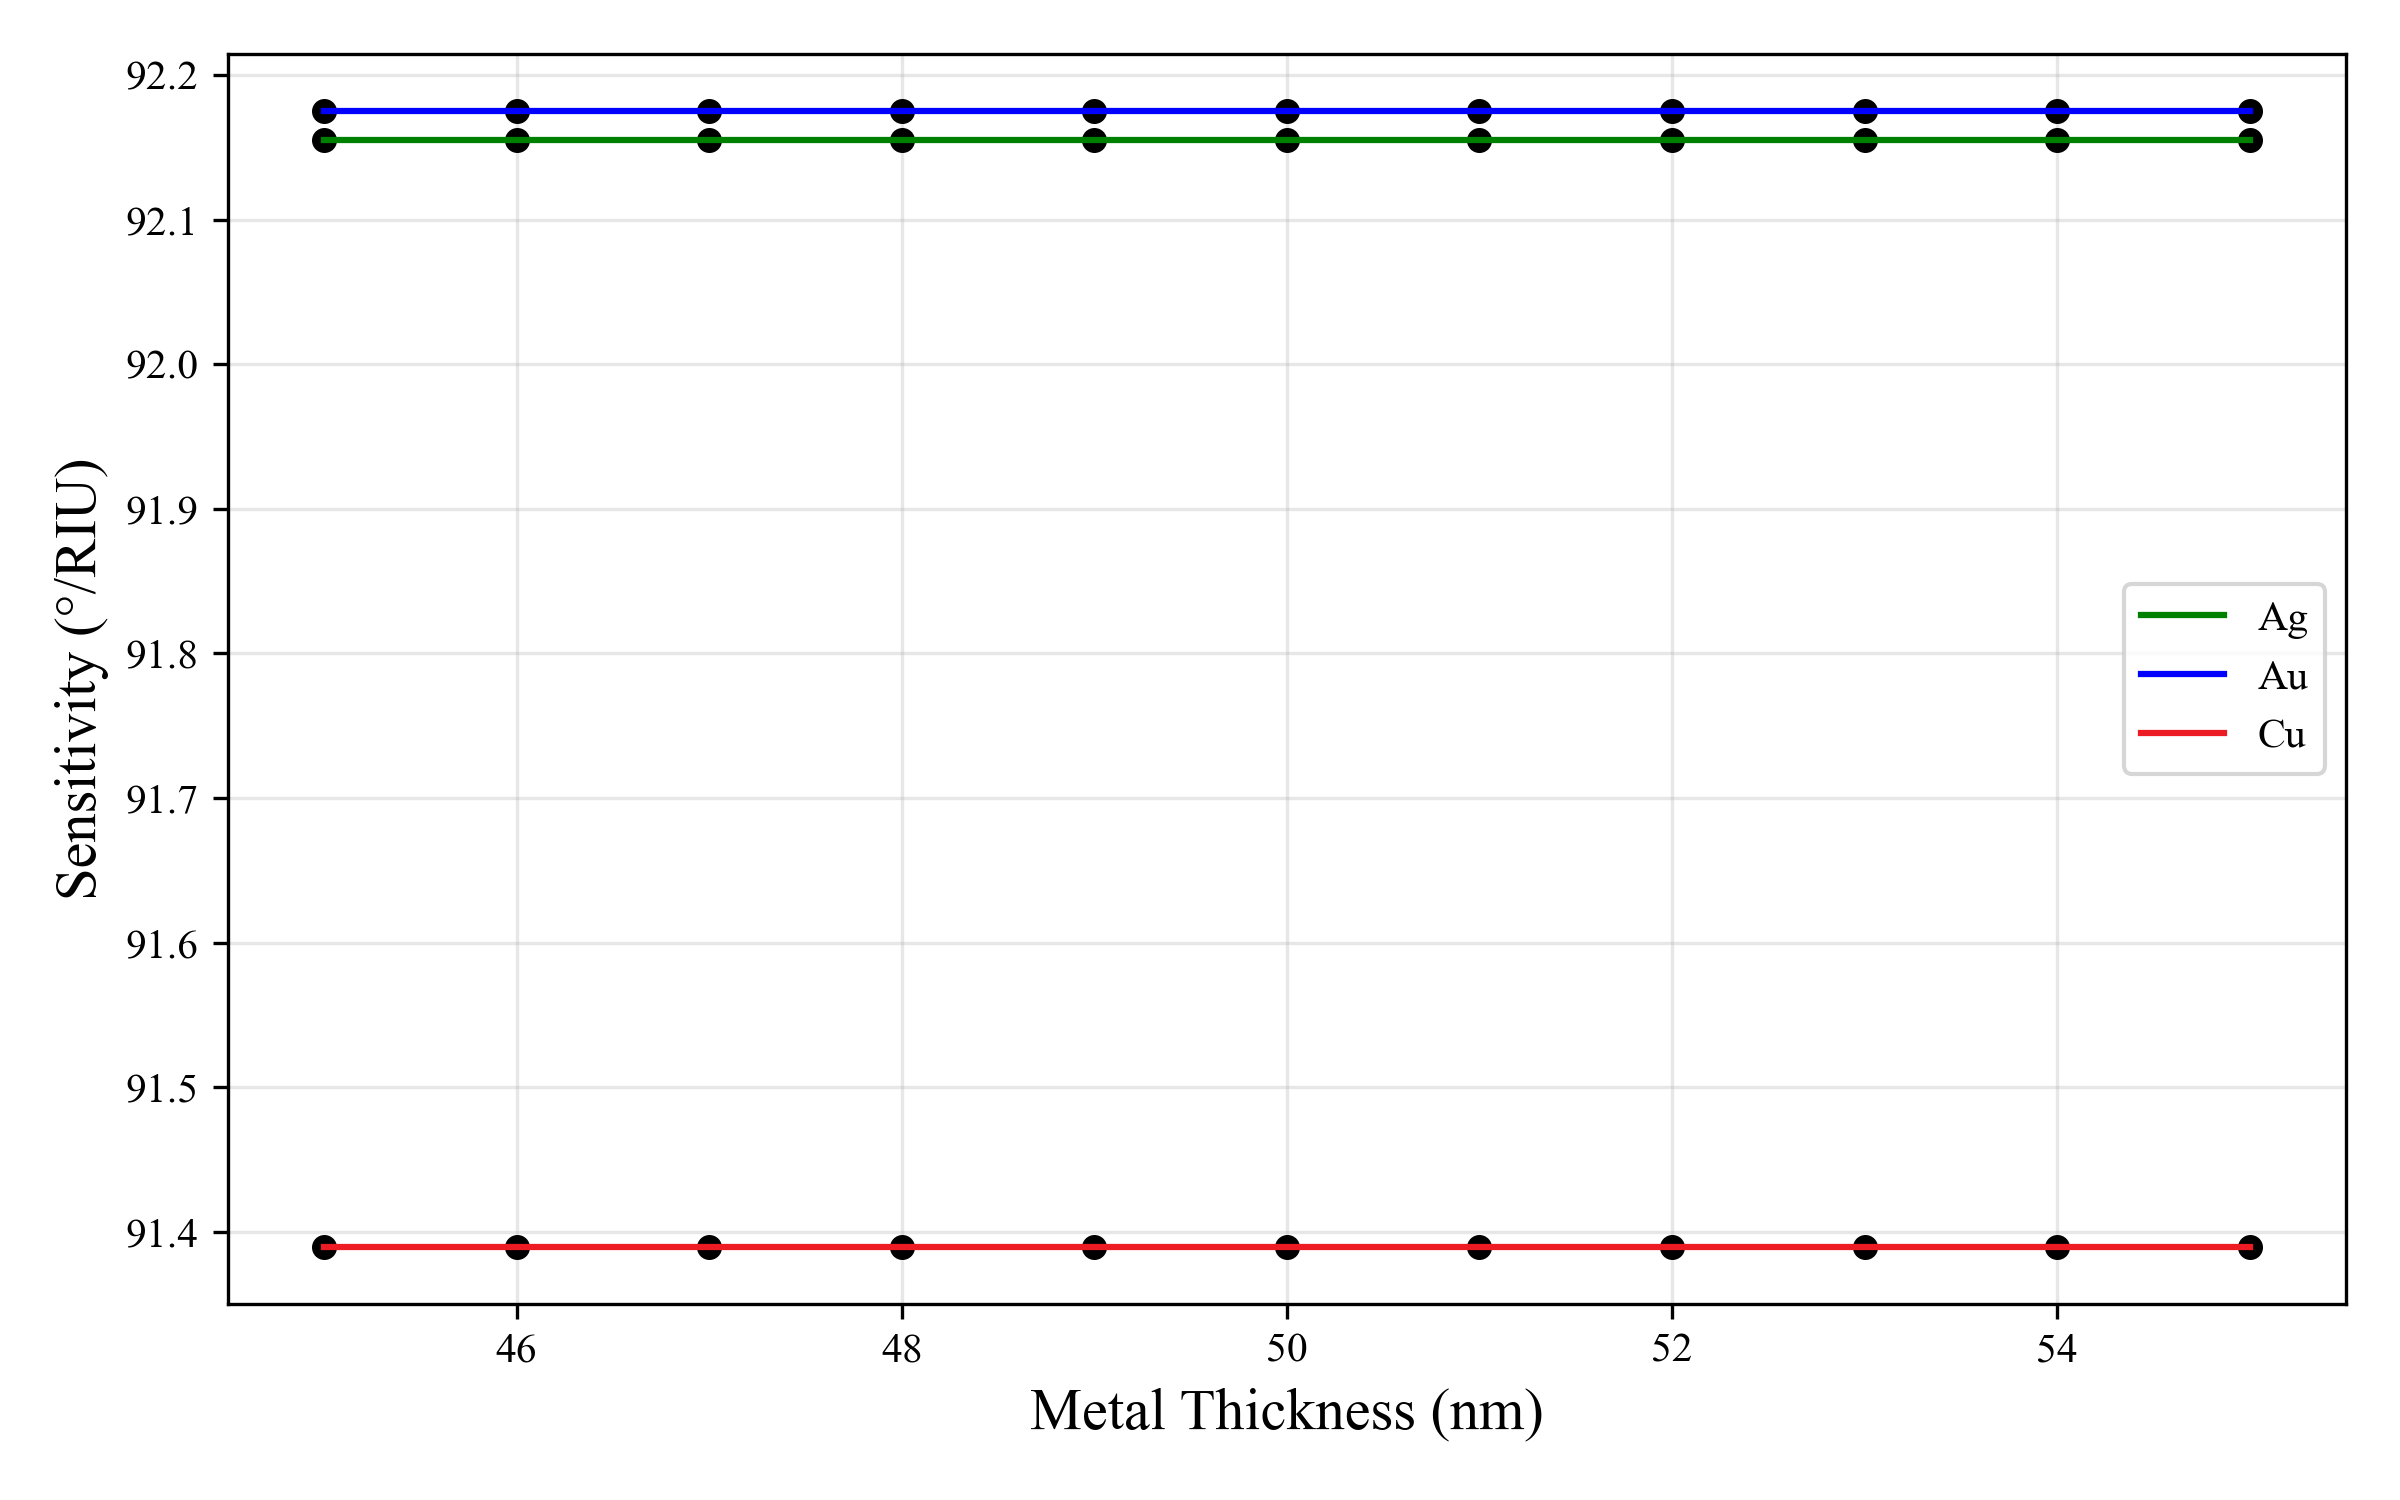 92.2
92.1
92.0
91.9
91.8
91.7
91.6
91.5
91.4
Sensitivity (°/RIU)
Ag
Au
Cu
46 48 50 52 54
Metal Thickness (nm)